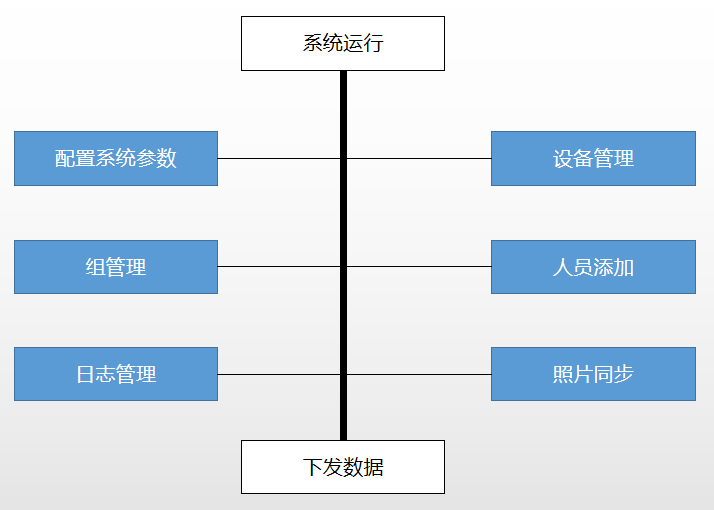 系统运行
配置系统参数
设备管理
组管理
人员添加
日志管理
照片同步
下发数据